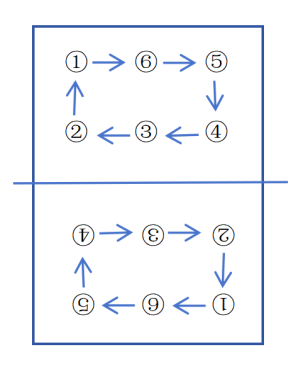 ① ⑥ ⑤
② ③ ④
④ ③ ②
⑤ ⑥ ①